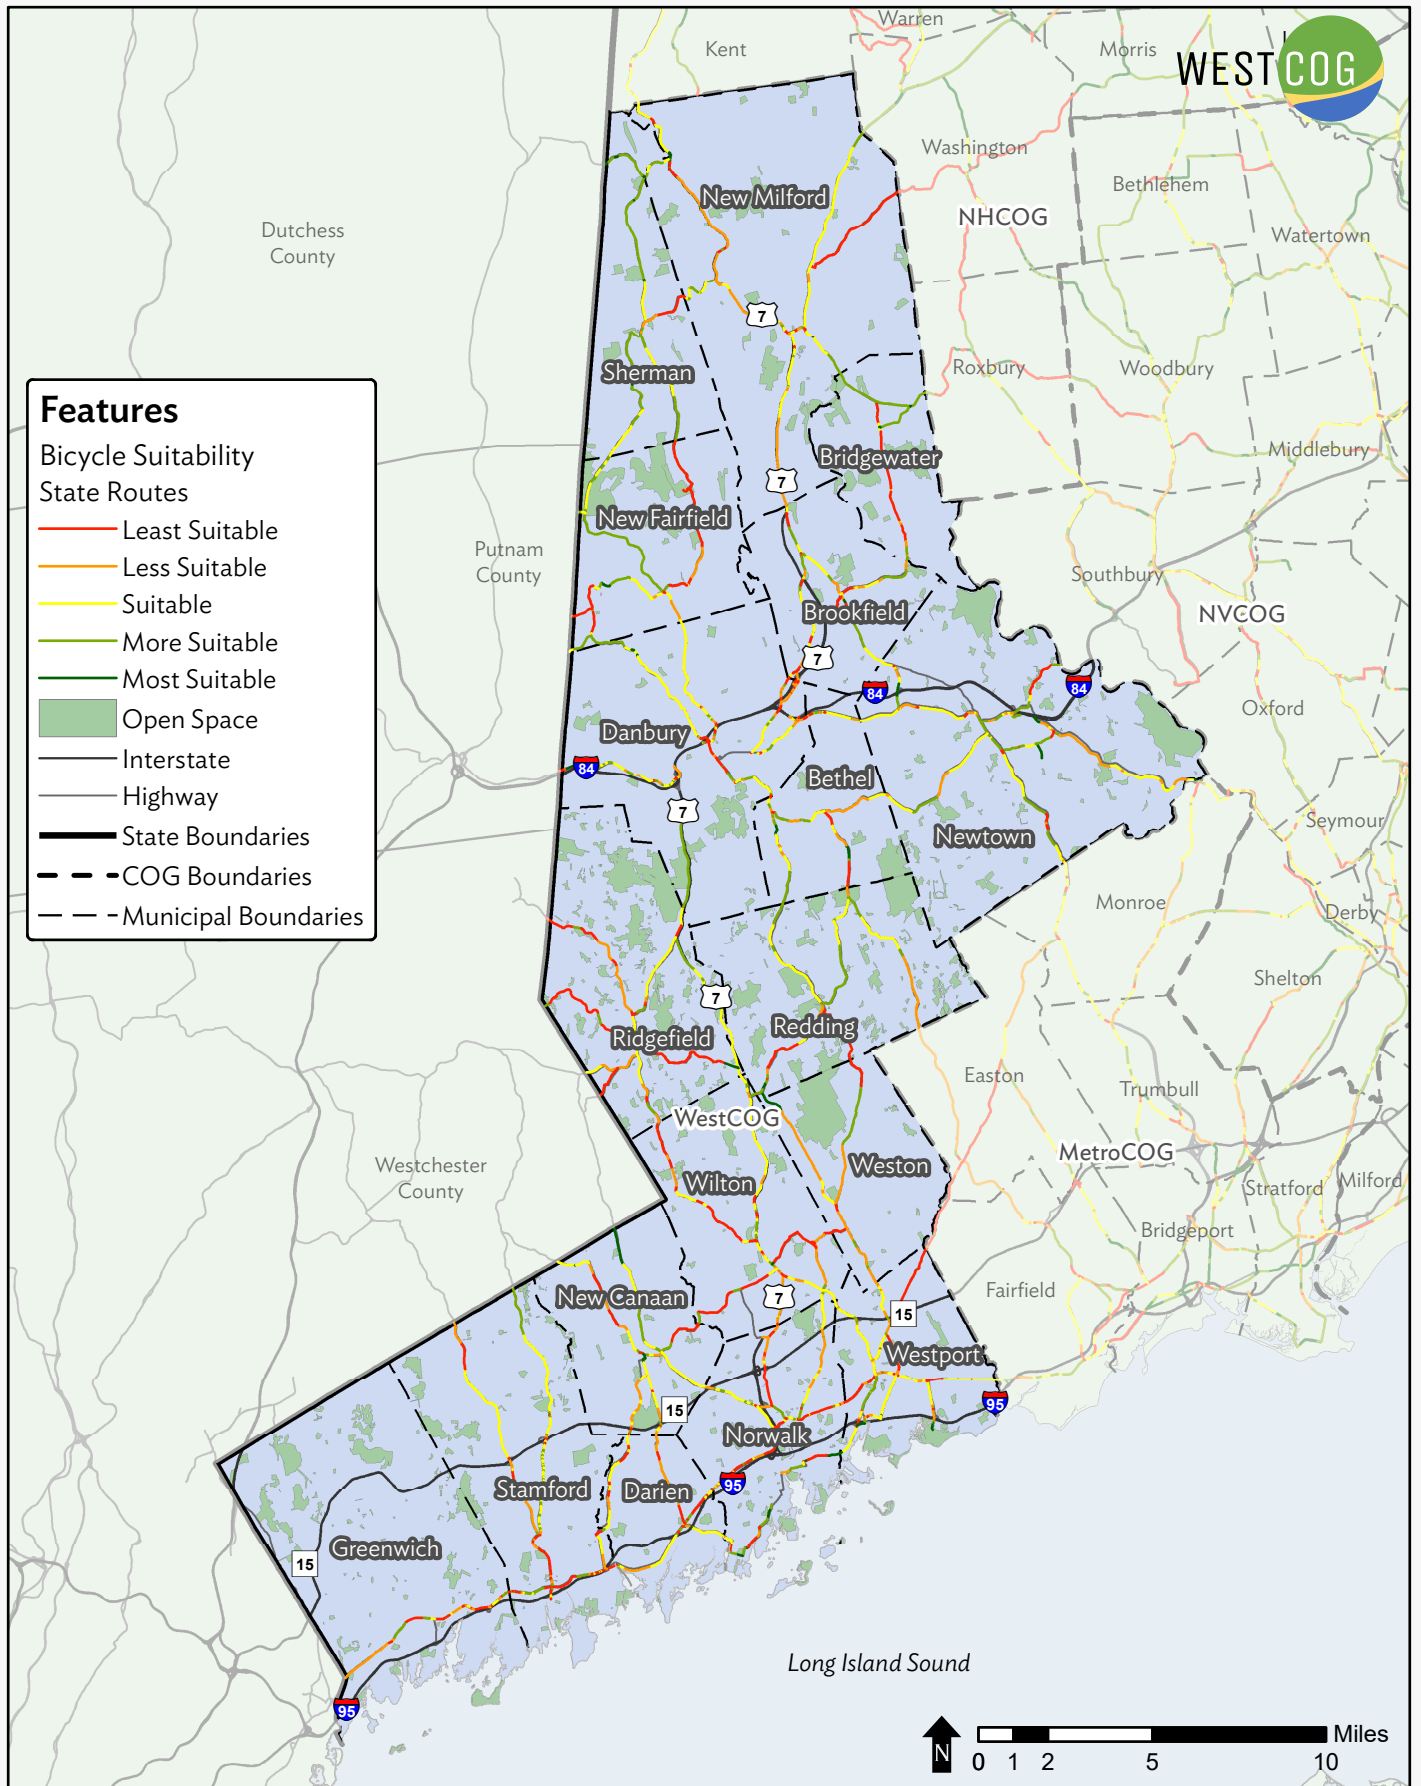 Warren
Kent
Morris
WESTCOG
Washington
Bethlehem
New Milford
NHCOG
Dutchess
County
Watertown
7
Sherman
Roxbury
Woodbury
Features
Bicycle Suitability
State Routes
Least Suitable
Less Suitable
Suitable
More Suitable
Most Suitable
Open Space
Interstate
Highway
State Boundaries
COG Boundaries
Municipal Boundaries
Bridgewater
Middlebury
7
New Fairfield
Putnam
County
Southbury
Brookfield
NVCOG
7
84
84
Oxford
Danbury
84
Bethel
7
Newtown
Seymour
Monroe
Derby
Shelton
7
Redding
Ridgefield
Easton
Trumbull
WestCOG
MetroCOG
Westchester
County
Weston
Wilton
Stratford
Milford
Bridgeport
New Canaan
7
Fairfield
15
Westport
95
15
Norwalk
95
Stamford
Darien
Greenwich
15
Long Island Sound
95
N
Miles
0 1 2 5 10